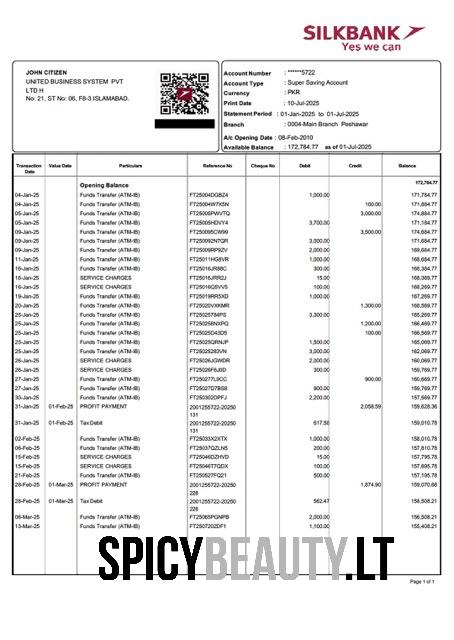 SILKBANK
Yes we can
JOHN CITIZEN
UNITED BUSINESS SYSTEM PVT
LTD H
No: 21, ST No: 06, F8-3 ISLAMABAD.
Account Number : ******5722
Account Type : Super Saving Account
Currency : PKR
Print Date : 10-Jul-2025
Statement Period : 01-Jan-2025 to 01-Jul-2025
Branch : 0004-Main Branch Peshawar
A/c Opening Date : 08-Feb-2010
Available Balance : 172,784.77 as of 01-Jul-2025
Transaction Date Value Date Particulars Reference No Cheque No Debit Credit Balance
Opening Balance 172,784.77
04-Jan-25 Funds Transfer (ATM-IB) FT25004DGBZ4 1,000.00 171,784.77
04-Jan-25 Funds Transfer (ATM-IB) FT25004W7K5N 100.00 171,884.77
05-Jan-25 Funds Transfer (ATM-IB) FT25005PWVTQ 3,000.00 174,884.77
05-Jan-25 Funds Transfer (ATM-IB) FT25005HDVY4 3,700.00 171,184.77
09-Jan-25 Funds Transfer (ATM-IB) FT250095CW99 3,500.00 174,684.77
09-Jan-25 Funds Transfer (ATM-IB) FT250092N7QR 3,000.00 171,684.77
09-Jan-25 Funds Transfer (ATM-IB) FT25009RP9ZV 2,000.00 169,684.77
11-Jan-25 Funds Transfer (ATM-IB) FT25011HG8VR 1,000.00 168,684.77
16-Jan-25 Funds Transfer (ATM-IB) FT25016JR88C 300.00 168,384.77
16-Jan-25 SERVICE CHARGES FT25016JRR2J 15.00 168,369.77
16-Jan-25 SERVICE CHARGES FT25016Q5VV5 100.00 168,269.77
19-Jan-25 Funds Transfer (ATM-IB) FT25019RR5XD 1,000.00 167,269.77
20-Jan-25 Funds Transfer (ATM-IB) FT25020VXKMR 1,300.00 168,569.77
25-Jan-25 Funds Transfer (ATM-IB) FT25025784PS 3,300.00 165,269.77
25-Jan-25 Funds Transfer (ATM-IB) FT25025BNXPQ 1,200.00 166,469.77
25-Jan-25 Funds Transfer (ATM-IB) FT25025D43D5 100.00 166,569.77
25-Jan-25 Funds Transfer (ATM-IB) FT25025QRNJP 1,500.00 165,069.77
25-Jan-25 Funds Transfer (ATM-IB) FT25025283VN 3,000.00 162,069.77
26-Jan-25 SERVICE CHARGES FT25026JGWDR 2,000.00 160,069.77
26-Jan-25 SERVICE CHARGES FT25026F6J0D 300.00 159,769.77
27-Jan-25 Funds Transfer (ATM-IB) FT250277L9CC 900.00 160,669.77
27-Jan-25 Funds Transfer (ATM-IB) FT25027D7BS8 900.00 159,769.77
30-Jan-25 Funds Transfer (ATM-IB) FT250302DPFJ 2,200.00 157,569.77
31-Jan-25 01-Feb-25 PROFIT PAYMENT 2001255722-20250 2,058.59 159,628.36
131
31-Jan-25 01-Feb-25 Tax Debit 2001255722-20250 617.58 159,010.78
131
02-Feb-25 Funds Transfer (ATM-IB) FT25033X2XTX 1,000.00 158,010.78
06-Feb-25 Funds Transfer (ATM-IB) FT25037QZLN5 200.00 157,810.78
15-Feb-25 SERVICE CHARGES FT25046DZHVD 15.00 157,795.78
15-Feb-25 SERVICE CHARGES FT25046T7QDX 100.00 157,695.78
21-Feb-25 Funds Transfer (ATM-IB) FT250527FQ21 500.00 157,195.78
28-Feb-25 01-Mar-25 PROFIT PAYMENT 2001255722-20250 1,874.90 159,070.68
228
28-Feb-25 01-Mar-25 Tax Debit 2001255722-20250 562.47 158,508.21
228
06-Mar-25 Funds Transfer (ATM-IB) FT25065PGNPB 2,000.00 156,508.21
13-Mar-25 Funds Transfer (ATM-IB) FT2507202DF1 1,100.00 155,408.21
SPICYBEAUTY.LT
Page 1 of 1